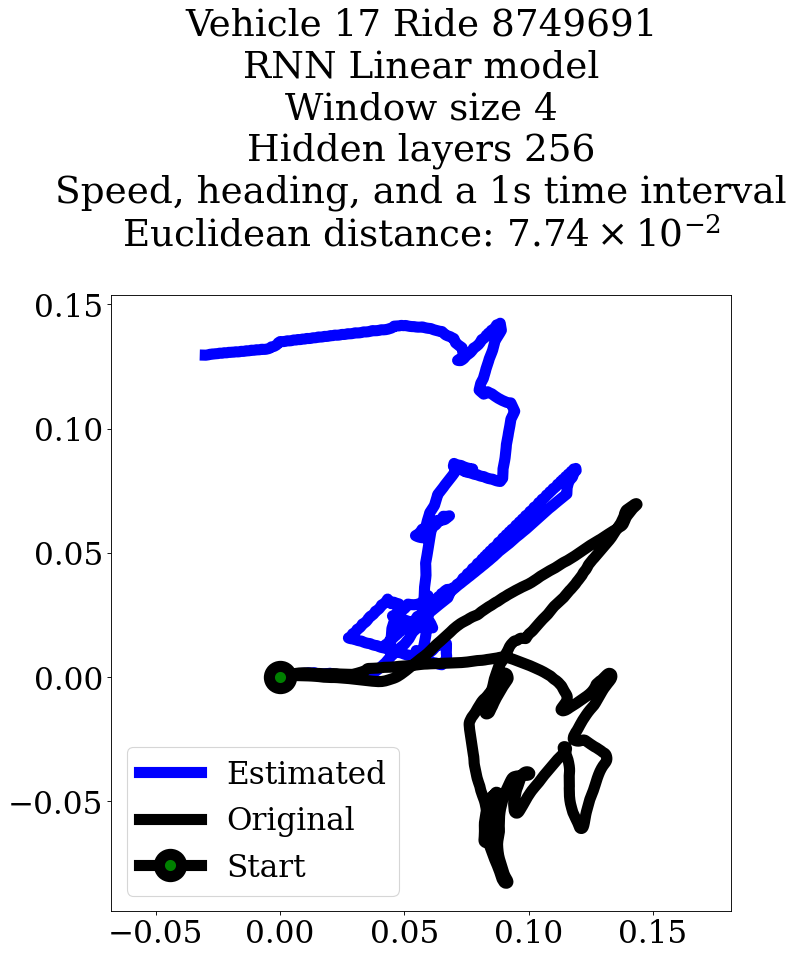 Vehicle 17 Ride 8749691
RNN Linear model
Window size 4
Hidden layers 256
Speed, heading, and a 1s time interval
Euclidean distance: 7.74 × 10⁻²
0.15
0.10
0.05
0.00
−0.05
Estimated
Original
Start
−0.05 0.00 0.05 0.10 0.15